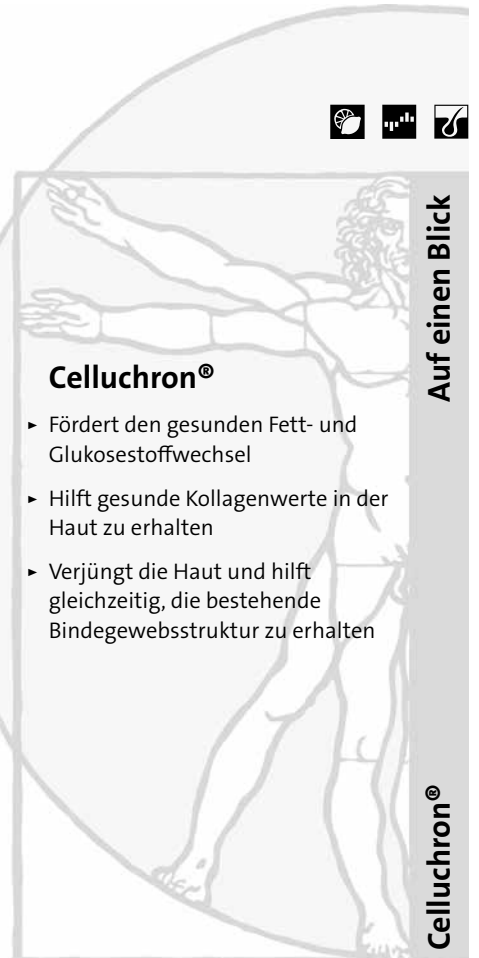 Auf einen Blick
Celluchron®
► Fördert den gesunden Fett- und
Glukosestoffwechsel
► Hilft gesunde Kollagenwerte in der
Haut zu erhalten
► Verjüngt die Haut und hilft
gleichzeitig, die bestehende
Bindegewebsstruktur zu erhalten
Celluchron®